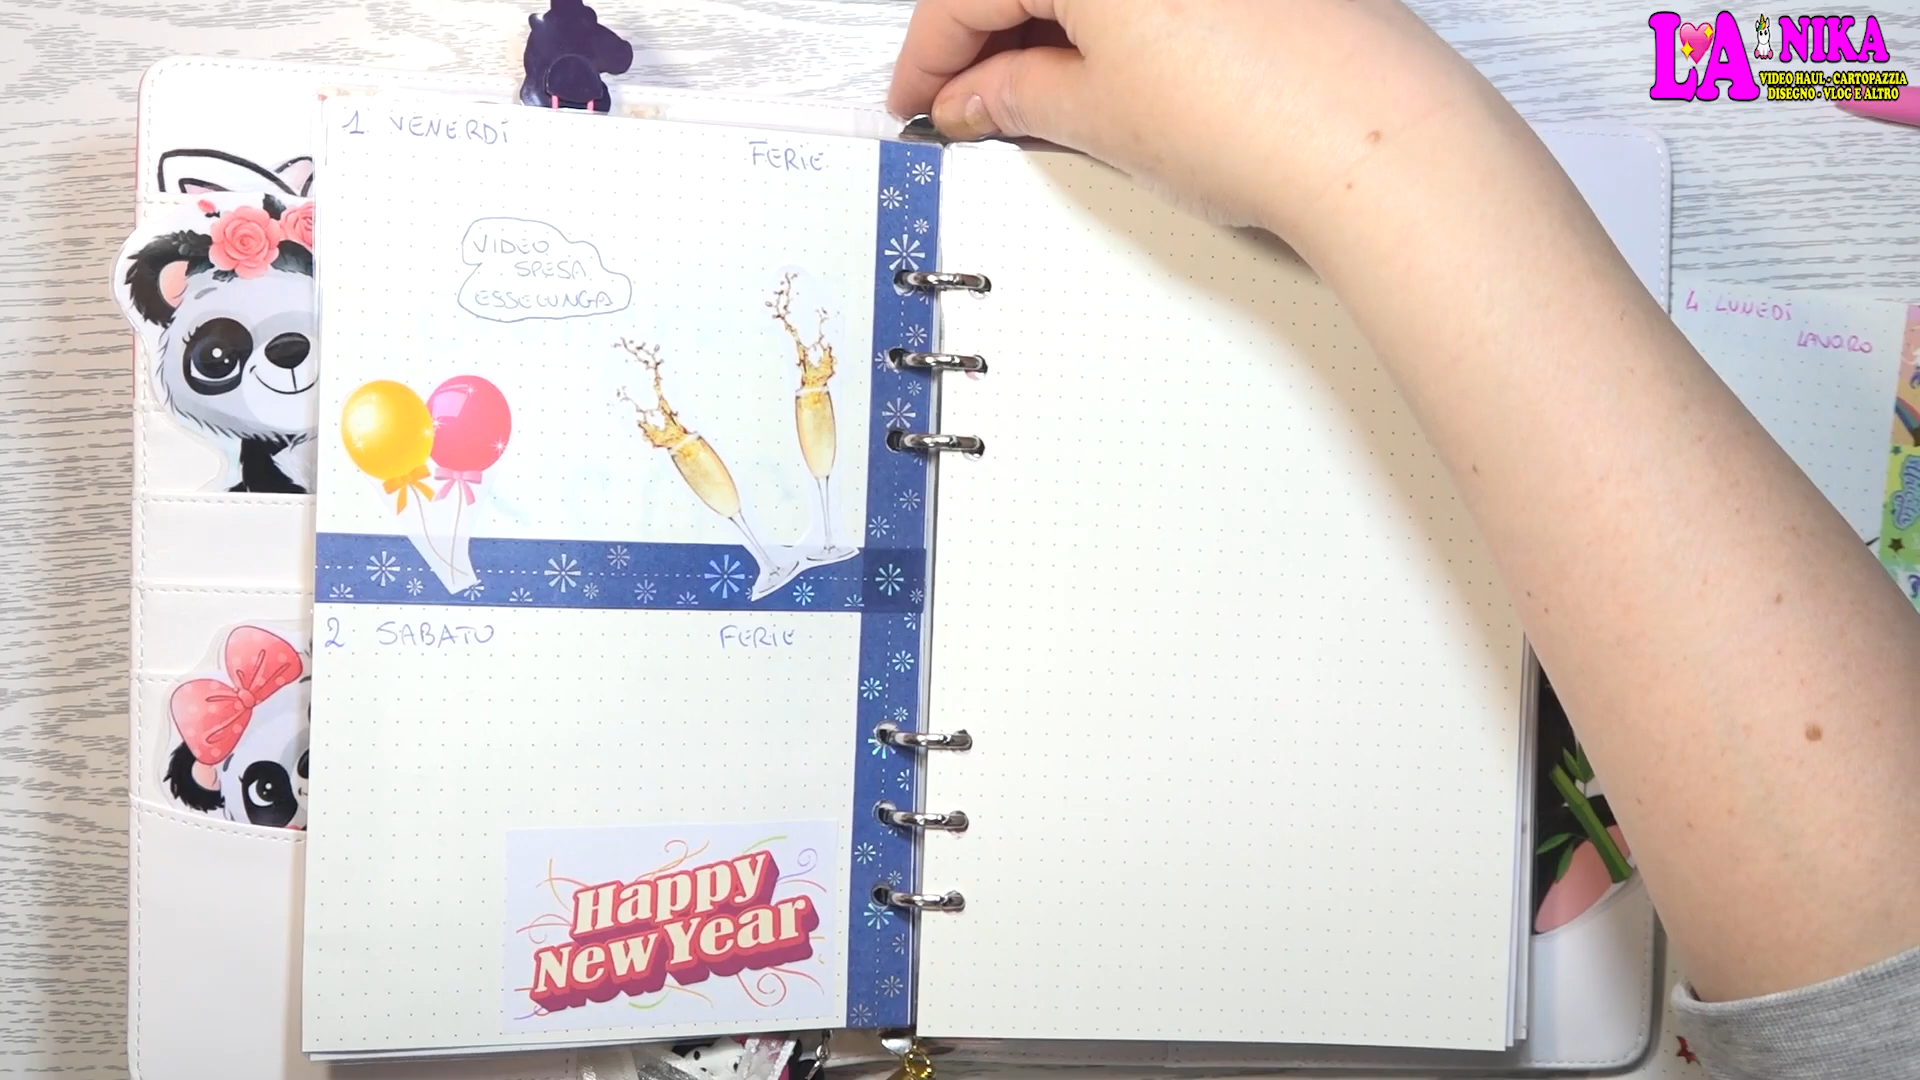 LA NIKA
VIDEO HAUL - CARTOPAZZIA
DISEGNO - VLOG E ALTRO
1 VENERDÌ
FERIE
VIDEO
SPESA
ESSELUNGA
2 SABATO
FERIE
Happy
New Year
4 LUNEDÌ
LAVORO